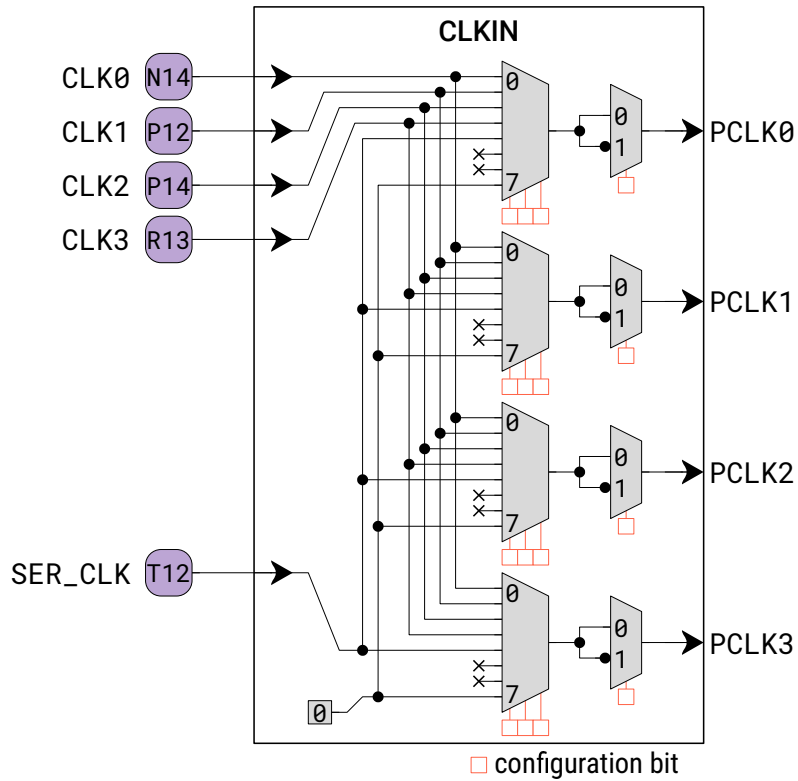 CLKIN
CLK0 N14
0
0
1
PCLK0
CLK1 P12
CLK2 P14
7
CLK3 R13
0
0
1
PCLK1
7
0
0
1
PCLK2
7
SER_CLK T12
0
0
1
PCLK3
7
0
configuration bit